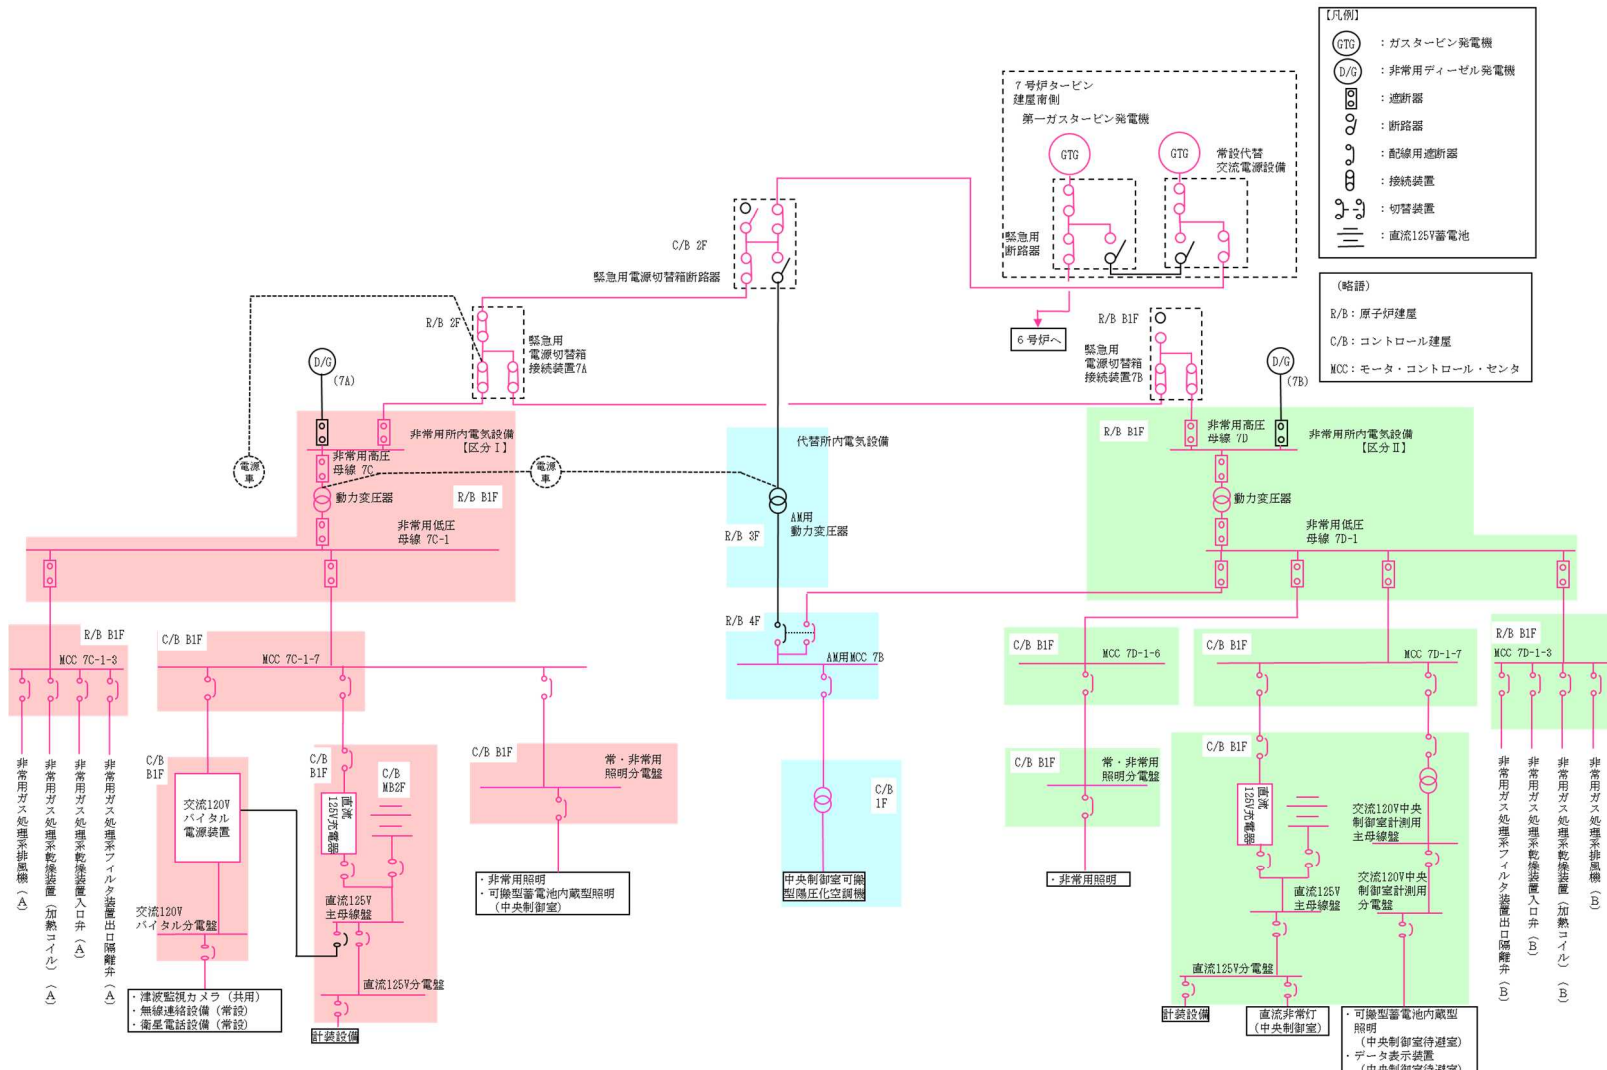 【凡例】
GTG
：ガスタービン発電機
D/G
：非常用ディーゼル発電機
：遮断器
：断路器
：配線用遮断器
：接続装置
：切替装置
：直流125V蓄電池
（略語）
R/B：原子炉建屋
C/B：コントロール建屋
MCC：モータ・コントロール・センタ
7号炉タービン
建屋南側
第一ガスタービン発電機
GTG
GTG
常設代替
交流電源設備
緊急用
断路器
6号炉へ
C/B 2F
緊急用電源切替箱断路器
R/B 2F
緊急用
電源切替箱
接続装置7A
R/B B1F
緊急用
電源切替箱
接続装置7B
D/G
(7A)
D/G
(7B)
電源
車
電源
車
非常用所内電気設備
【区分Ⅰ】
非常用高圧
母線 7C
動力変圧器
R/B B1F
非常用低圧
母線 7C-1
代替所内電気設備
AM用
動力変圧器
R/B 3F
R/B 4F
AM用MCC 7B
R/B B1F
非常用高圧
母線 7D
非常用所内電気設備
【区分Ⅱ】
動力変圧器
非常用低圧
母線 7D-1
R/B B1F
MCC 7C-1-3
C/B B1F
MCC 7C-1-7
C/B B1F
MCC 7D-1-6
C/B B1F
MCC 7D-1-7
R/B B1F
MCC 7D-1-3
非常用ガス処理系排風機（A）
非常用ガス処理系乾燥装置（加熱コイル）（A）
非常用ガス処理系乾燥装置入口弁（A）
非常用ガス処理系フィルタ装置出口隔離弁（A）
C/B
B1F
交流120V
バイタル
電源装置
交流120V
バイタル分電盤
・津波監視カメラ（共用）
・無線連絡設備（常設）
・衛星電話設備（常設）
C/B
B1F
直流
125V充電器
C/B
MB2F
直流125V
主母線盤
直流125V分電盤
計装設備
C/B B1F
常・非常用
照明分電盤
・非常用照明
・可搬型蓄電池内蔵型照明
（中央制御室）
C/B
1F
中央制御室可搬
型陽圧化空調機
C/B B1F
常・非常用
照明分電盤
・非常用照明
C/B B1F
直流
125V充電器
直流125V
主母線盤
直流125V分電盤
計装設備
直流非常灯
（中央制御室）
交流120V中央
制御室計測用
主母線盤
交流120V中央
制御室計測用
分電盤
・可搬型蓄電池内蔵型
照明
（中央制御室待避室）
・データ表示装置
（中央制御室待避室）
非常用ガス処理系フィルタ装置出口隔離弁（B）
非常用ガス処理系乾燥装置入口弁（B）
非常用ガス処理系乾燥装置（加熱コイル）（B）
非常用ガス処理系排風機（B）